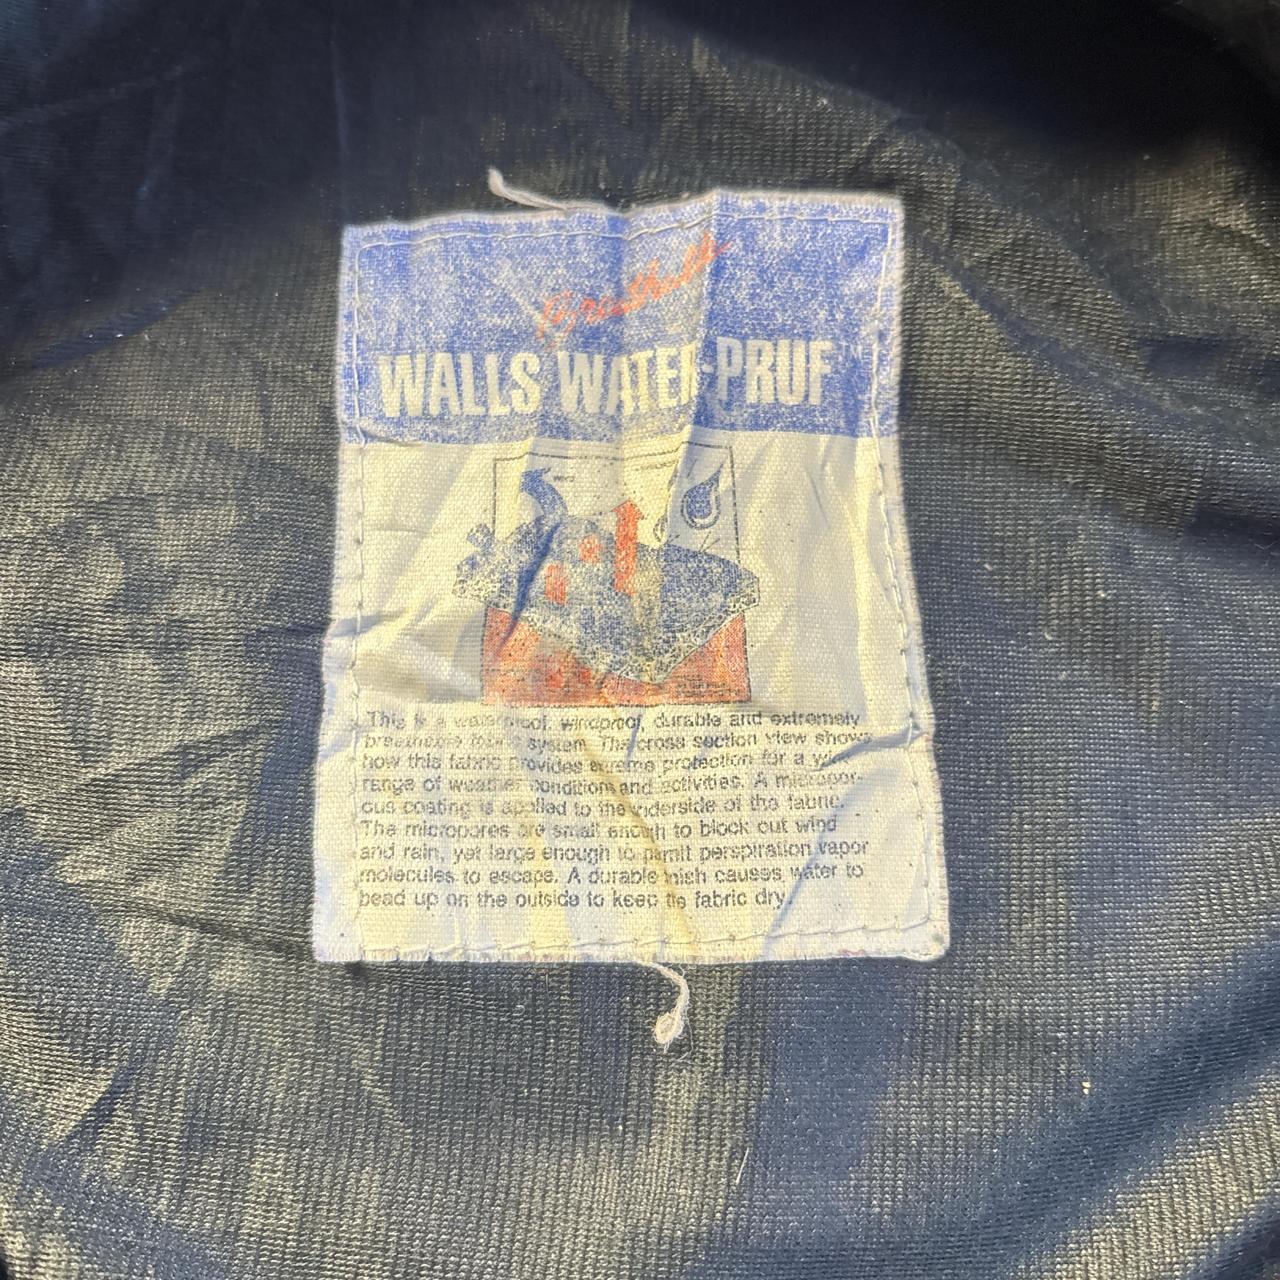 Breathable
WALLS WATER-PRUF
WIND
This is a waterproof, windproof, durable and extremely
breathable fabric system. The cross section view shows
how this fabric provides extreme protection for a wide
range of weather conditions and activities. A micropor-
ous coating is applied to the underside of the fabric.
The micropores are small enough to block out wind
and rain, yet large enough to permit perspiration vapor
molecules to escape. A durable finish causes water to
bead up on the outside to keep the fabric dry.